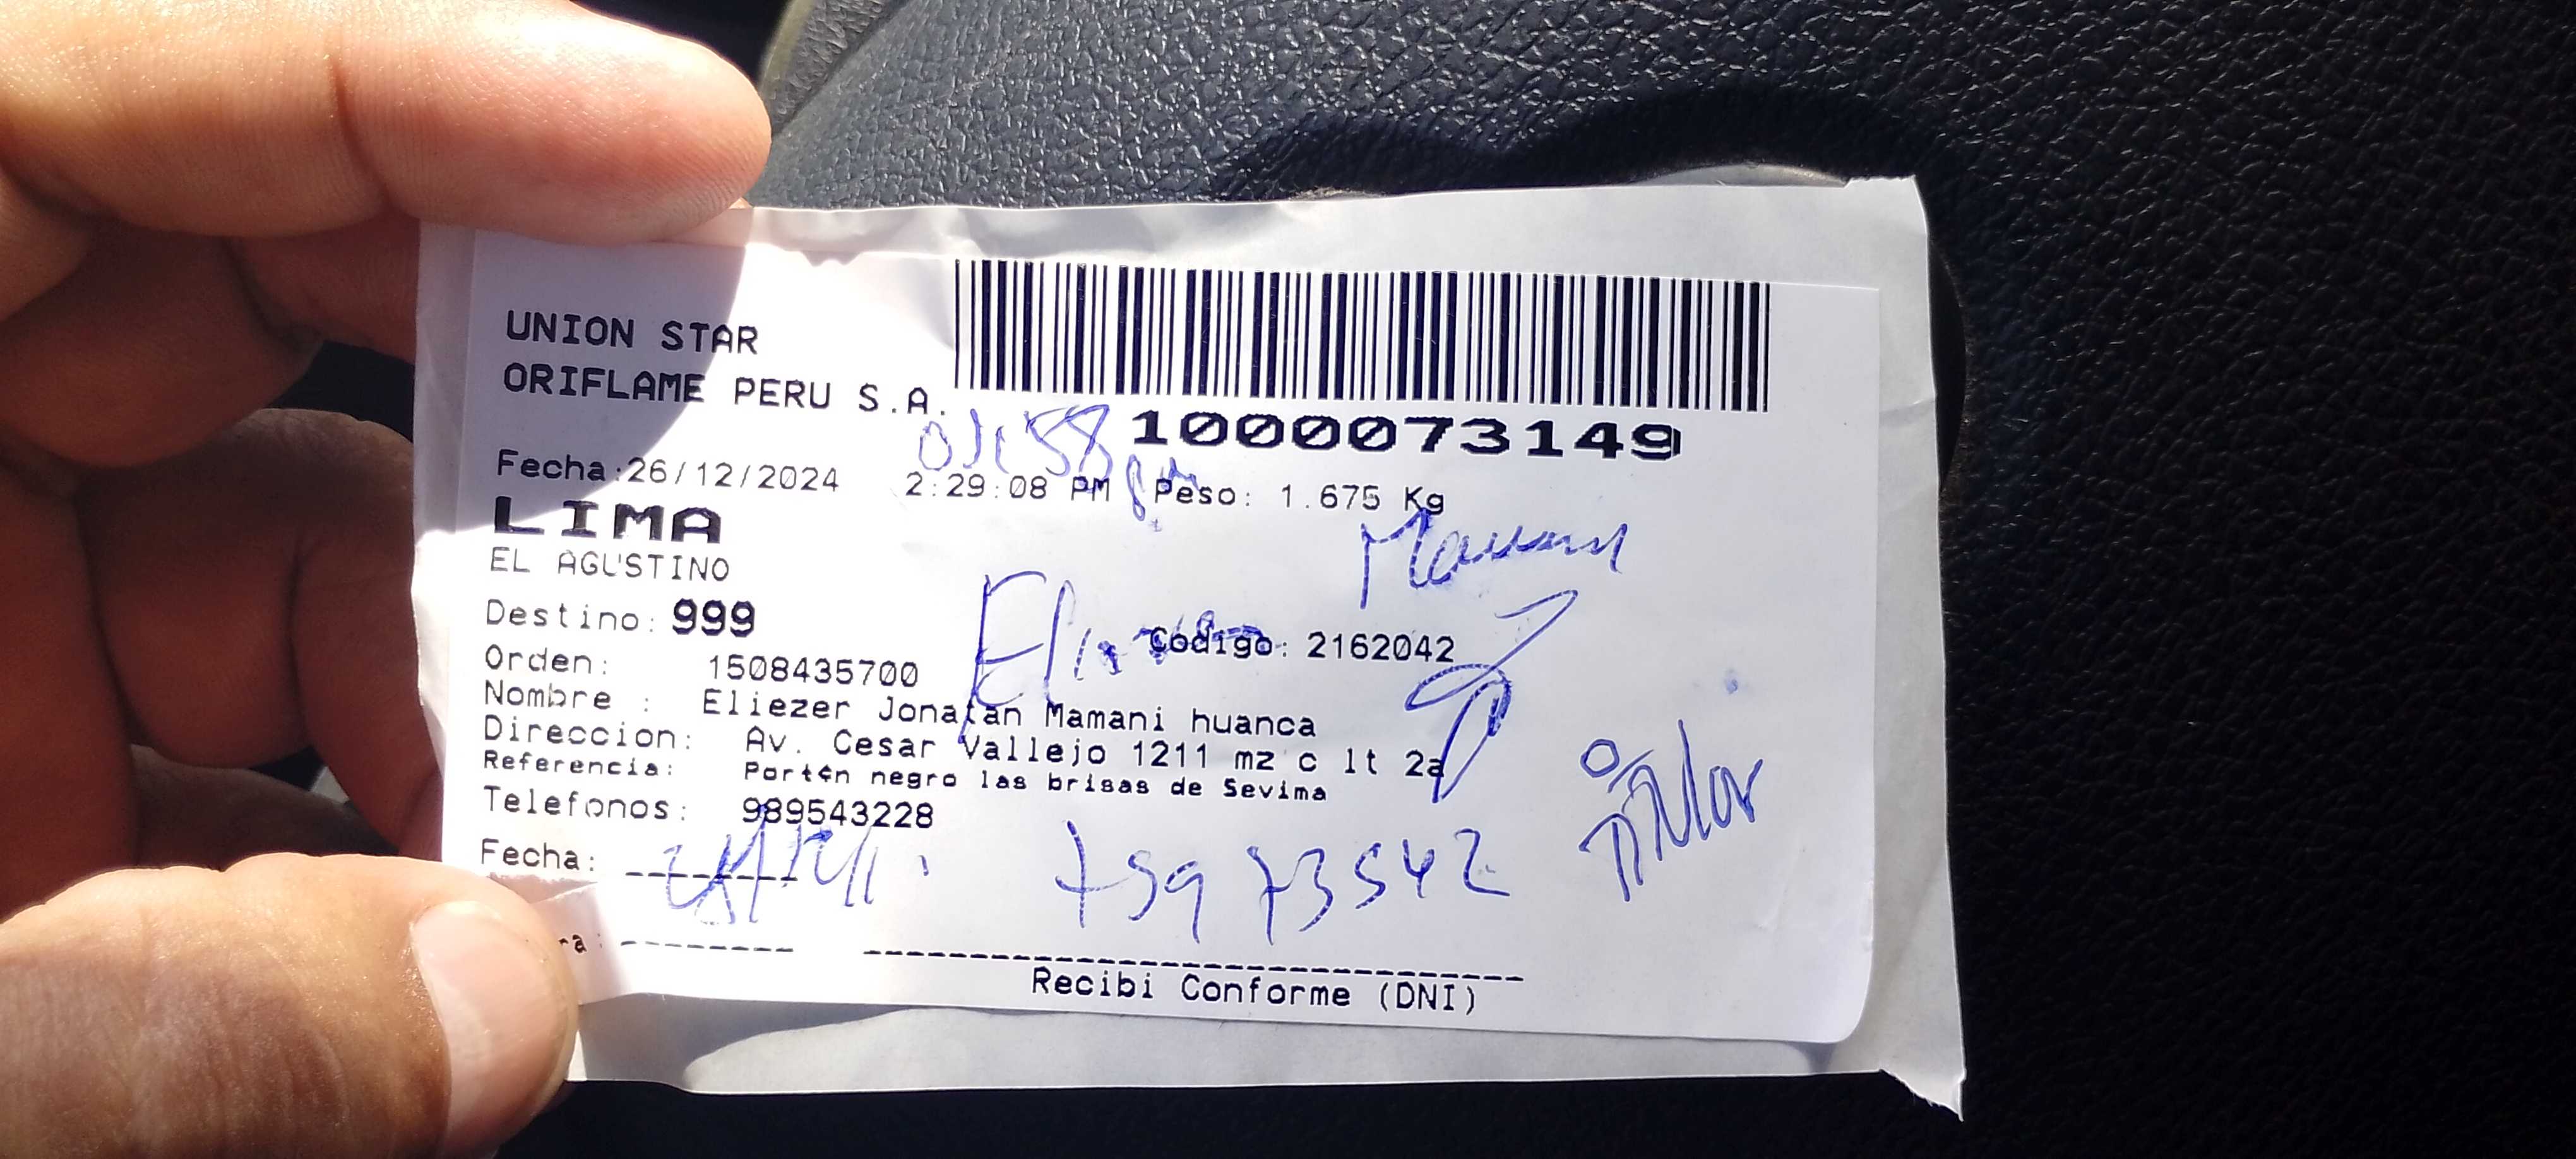 UNION STAR
ORIFLAME PERU S.A.
1000073149
Fecha:26/12/2024 2:29:08 PM Peso: 1.675 Kg
LIMA
EL AGUSTINO
Destino: 999
Codigo: 2162042
Orden: 1508435700
Nombre : Eliezer Jonatan Mamani huanca
Direccion: Av. Cesar Vallejo 1211 mz c lt 2a
Referencia: Portón negro las brisas de Sevima
Telefonos: 989543228
Fecha:
Titular
Recibi Conforme (DNI)